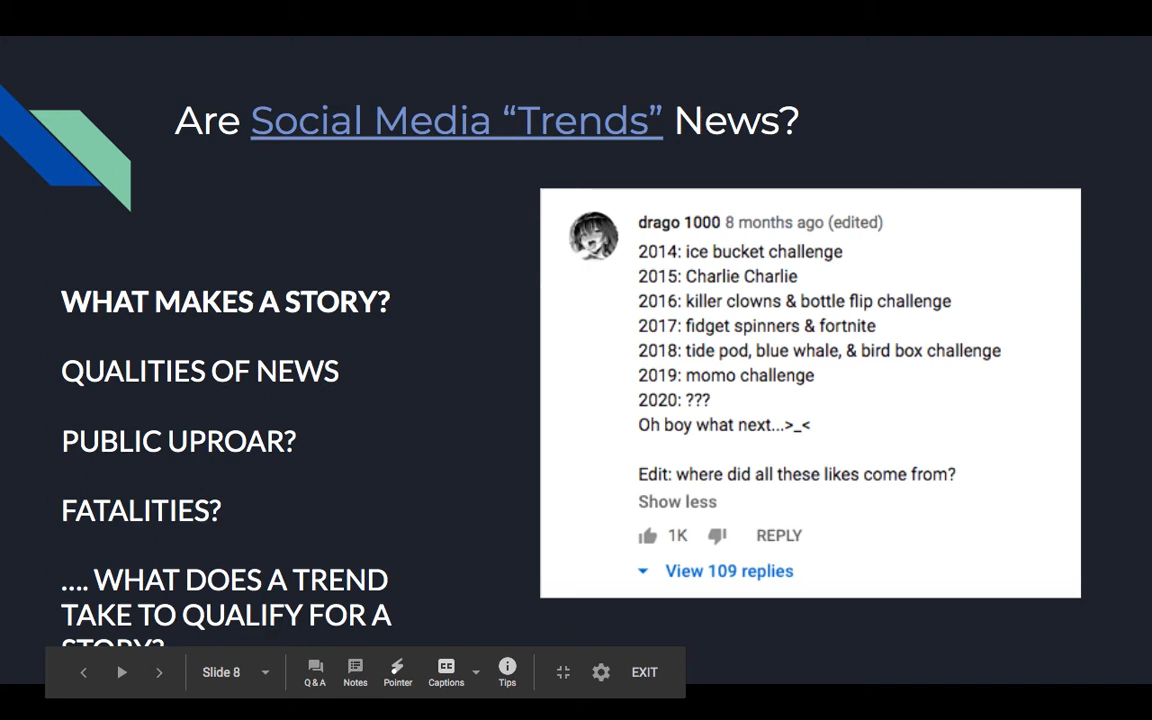 Are Social Media “Trends” News?
WHAT MAKES A STORY?
QUALITIES OF NEWS
PUBLIC UPROAR?
FATALITIES?
.... WHAT DOES A TREND
TAKE TO QUALIFY FOR A
STORY?
drago 1000 8 months ago (edited)
2014: ice bucket challenge
2015: Charlie Charlie
2016: killer clowns & bottle flip challenge
2017: fidget spinners & fortnite
2018: tide pod, blue whale, & bird box challenge
2019: momo challenge
2020: ???
Oh boy what next...>_<
Edit: where did all these likes come from?
Show less
1K REPLY
View 109 replies
Slide 8
Q&A Notes Pointer Captions Tips EXIT